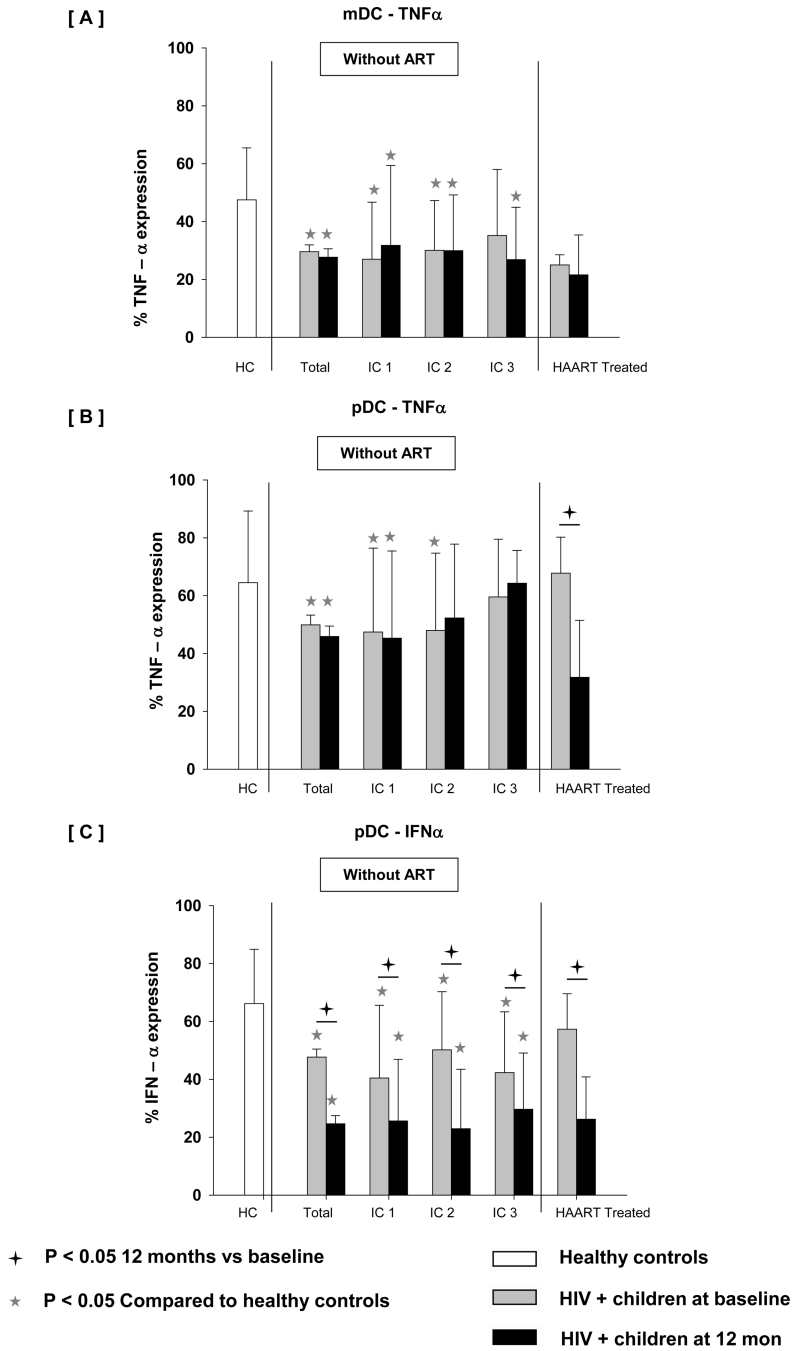 [ A ]
mDC - TNFα
Without ART
% TNF – α expression
100
80
60
40
20
0
HC
Total
IC 1
IC 2
IC 3
HAART Treated
[ B ]
pDC - TNFα
Without ART
% TNF – α expression
100
80
60
40
20
0
HC
Total
IC 1
IC 2
IC 3
HAART Treated
[ C ]
pDC - IFNα
Without ART
% IFN – α expression
100
80
60
40
20
0
HC
Total
IC 1
IC 2
IC 3
HAART Treated
P < 0.05 12 months vs baseline
P < 0.05 Compared to healthy controls
Healthy controls
HIV + children at baseline
HIV + children at 12 mon